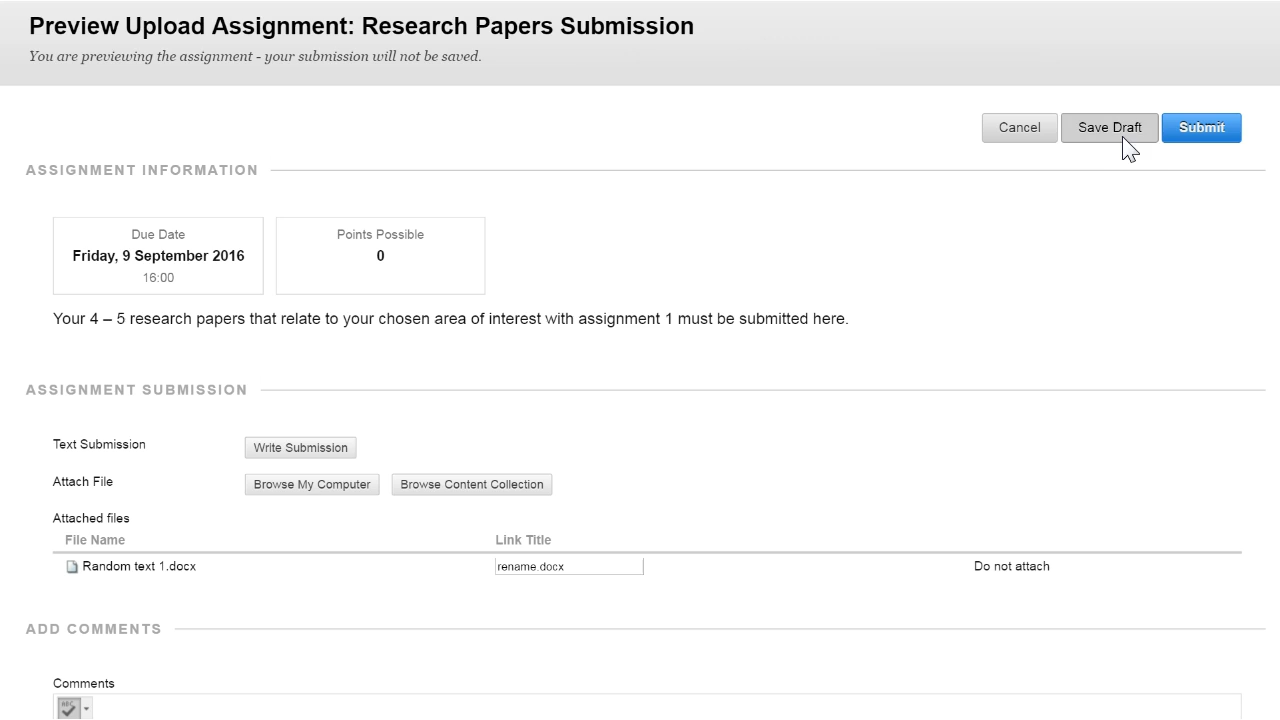 Preview Upload Assignment: Research Papers Submission
You are previewing the assignment - your submission will not be saved.
Cancel Save Draft Submit
ASSIGNMENT INFORMATION
Due Date
Friday, 9 September 2016
16:00
Points Possible
0
Your 4 – 5 research papers that relate to your chosen area of interest with assignment 1 must be submitted here.
ASSIGNMENT SUBMISSION
Text Submission Write Submission
Attach File Browse My Computer Browse Content Collection
Attached files
File Name Link Title
Random text 1.docx rename.docx Do not attach
ADD COMMENTS
Comments
ABC